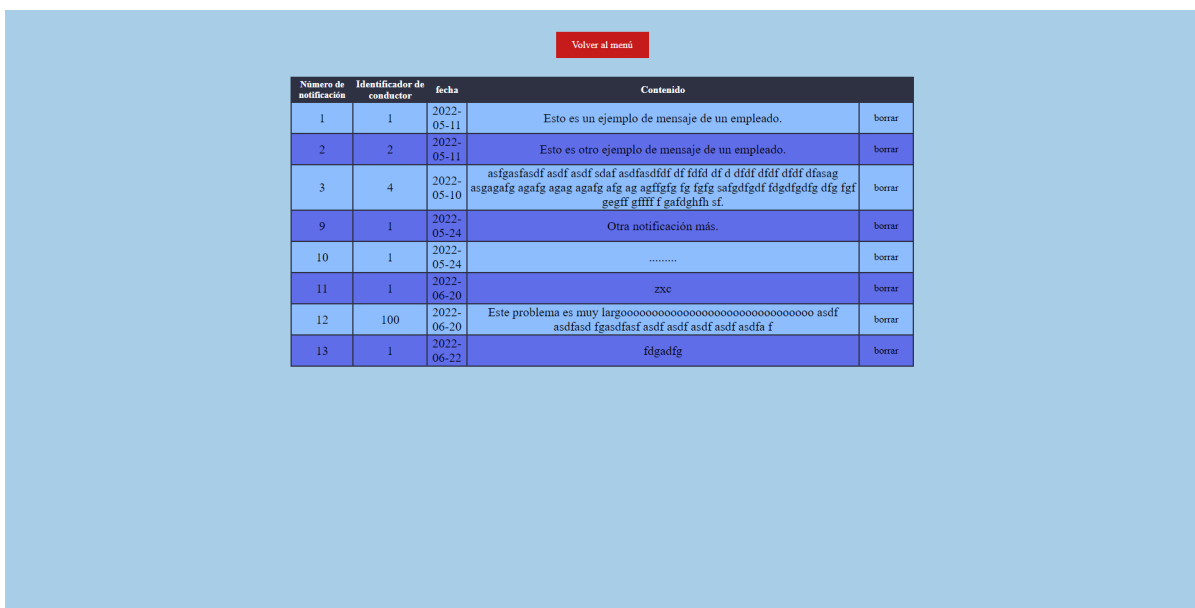 Volver al menú
Número de notificación Identificador de conductor fecha Contenido
1 1 2022-05-11 Esto es un ejemplo de mensaje de un empleado. borrar
2 2 2022-05-11 Esto es otro ejemplo de mensaje de un empleado. borrar
3 4 2022-05-10 asfgasfasdf asdf asdf sdaf asdfasdfdf df fdfd df d dfdf dfdf dfdf dfasag
asgagafg agafg agag agafg afg ag agffgfg fg fgfg safgdfgdf fdgdfgdfg dfg fgf
gegff gffff f gafdghfh sf. borrar
9 1 2022-05-24 Otra notificación más. borrar
10 1 2022-05-24 ......... borrar
11 1 2022-06-20 zxc borrar
12 100 2022-06-20 Este problema es muy largooooooooooooooooooooooooooooooooo asdf
asdfasd fgasdfasf asdf asdf asdf asdf asdfa f borrar
13 1 2022-06-22 fdgadfg borrar